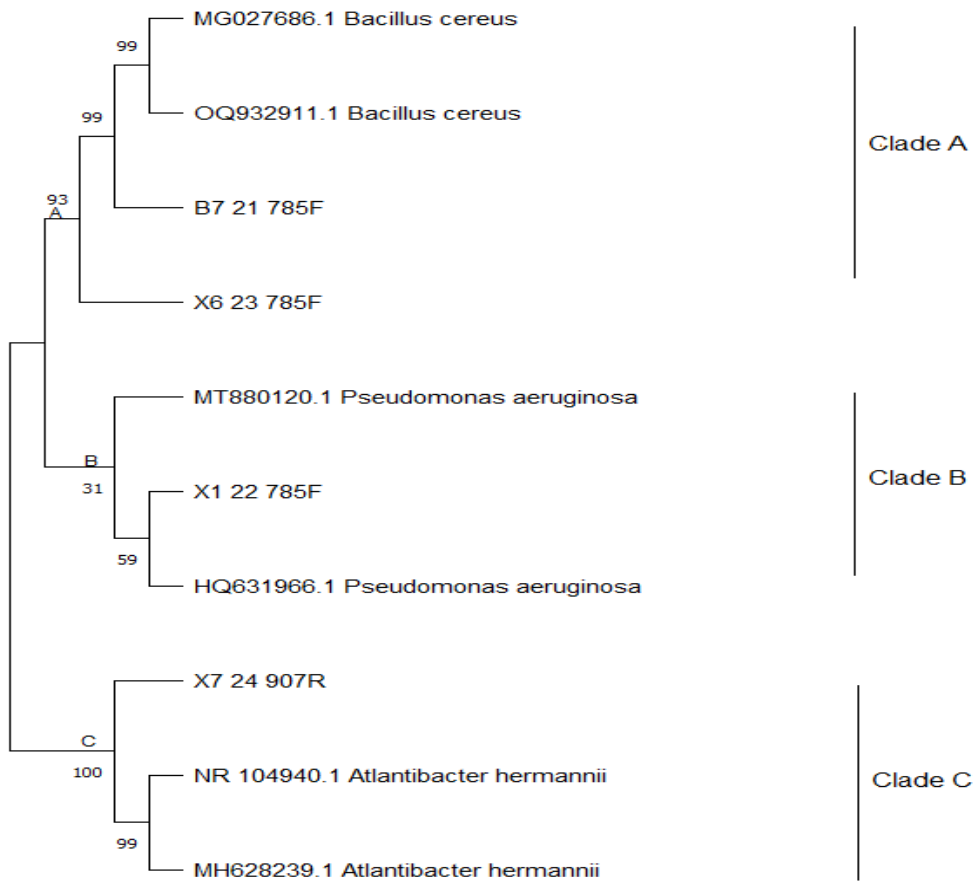 MG027686.1 Bacillus cereus
99
OQ932911.1 Bacillus cereus
99
Clade A
93
A
B7 21 785F
X6 23 785F
MT880120.1 Pseudomonas aeruginosa
B
31
X1 22 785F
Clade B
59
HQ631966.1 Pseudomonas aeruginosa
X7 24 907R
C
100
NR 104940.1 Atlantibacter hermannii
Clade C
99
MH628239.1 Atlantibacter hermannii